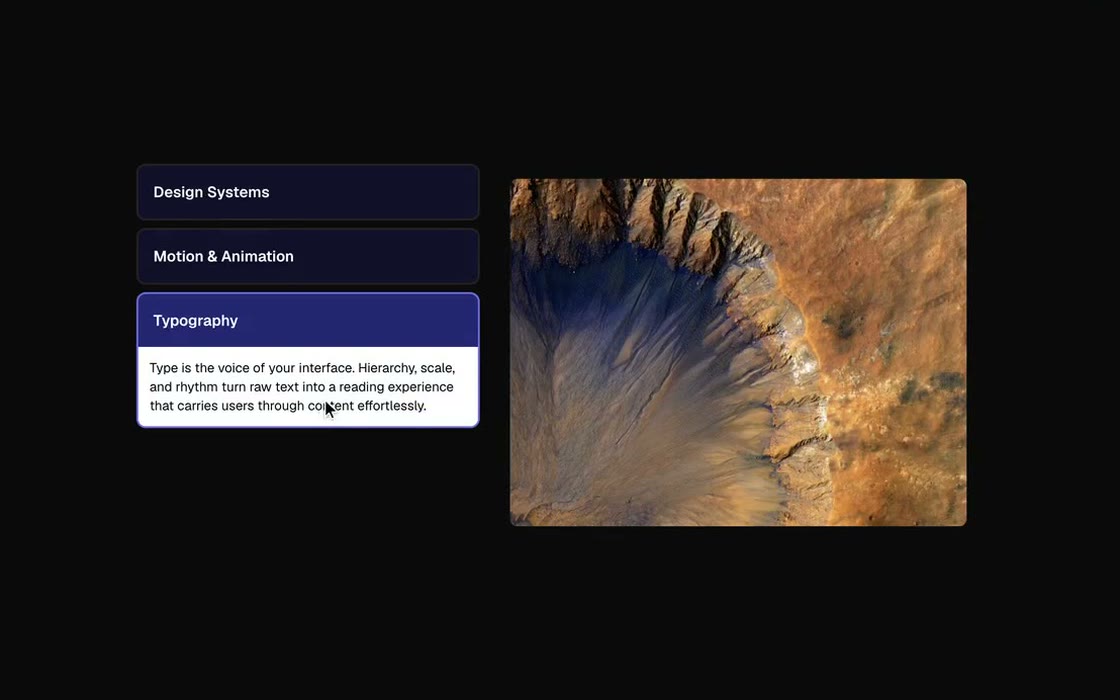 Design Systems
Motion & Animation
Typography
Type is the voice of your interface. Hierarchy, scale,
and rhythm turn raw text into a reading experience
that carries users through content effortlessly.